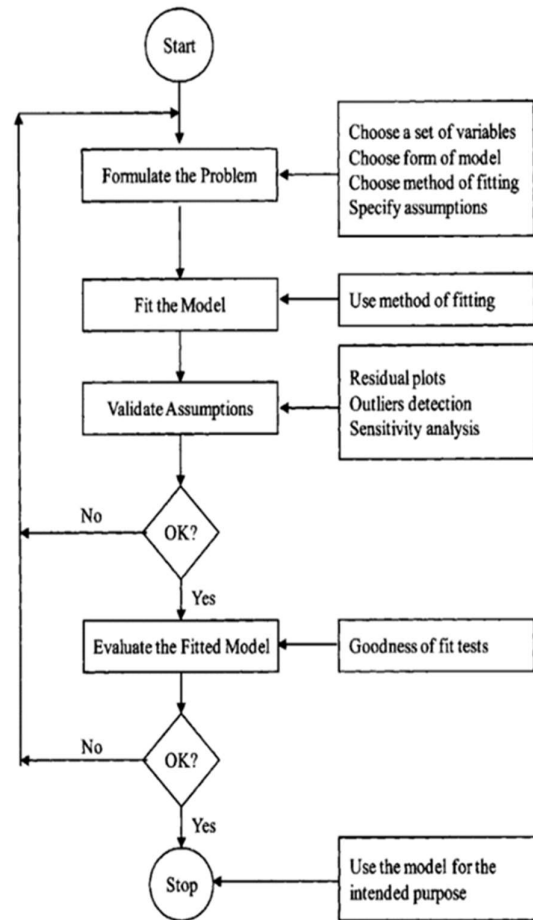 Start
Formulate the Problem
Choose a set of variables
Choose form of model
Choose method of fitting
Specify assumptions
Fit the Model
Use method of fitting
Validate Assumptions
Residual plots
Outliers detection
Sensitivity analysis
No
OK?
Yes
Evaluate the Fitted Model
Goodness of fit tests
No
OK?
Yes
Stop
Use the model for the
intended purpose